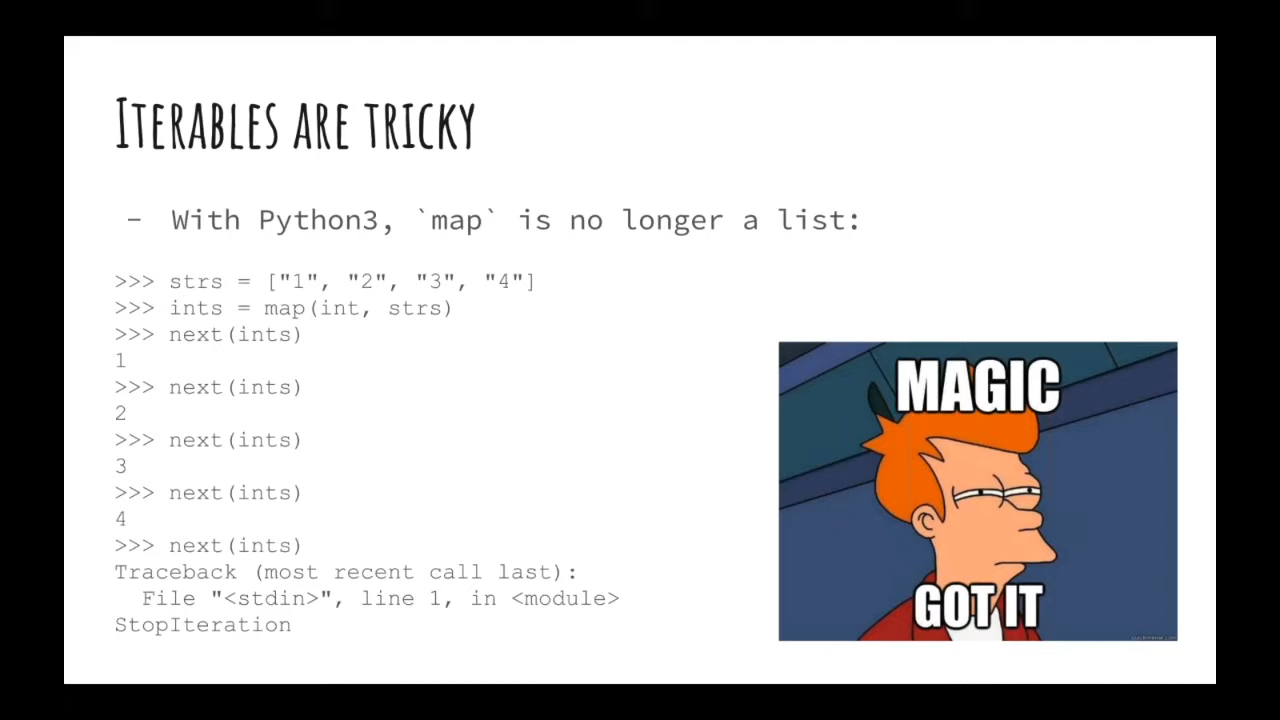 ITERABLES ARE TRICKY
- With Python3, `map` is no longer a list:
>>> strs = ["1", "2", "3", "4"]
>>> ints = map(int, strs)
>>> next(ints)
1
>>> next(ints)
2
>>> next(ints)
3
>>> next(ints)
4
>>> next(ints)
Traceback (most recent call last):
  File "<stdin>", line 1, in <module>
StopIteration
MAGIC
GOT IT